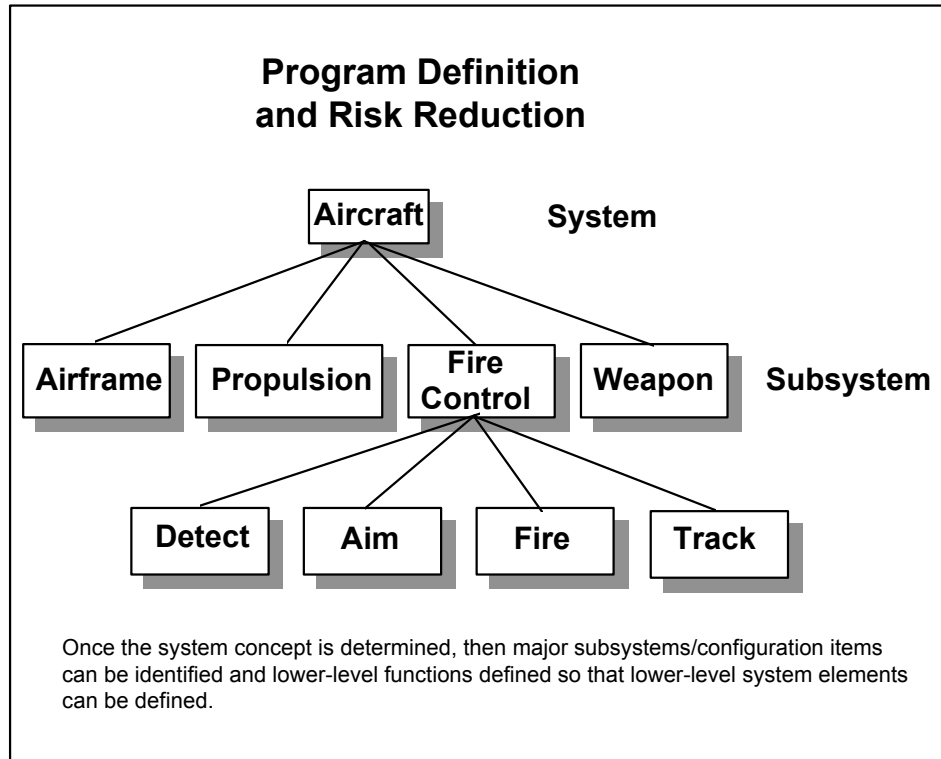 Program Definition
and Risk Reduction
Aircraft
System
Airframe
Propulsion
Fire
Control
Weapon
Subsystem
Detect
Aim
Fire
Track
Once the system concept is determined, then major subsystems/configuration items
can be identified and lower-level functions defined so that lower-level system elements
can be defined.